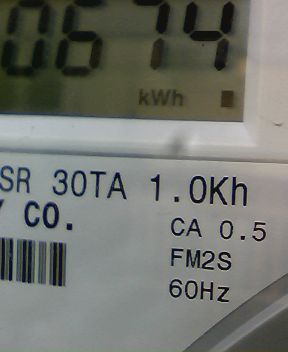 0674
kWh
SR 30TA 1.0Kh
Y CO.
CA 0.5
FM2S
60Hz